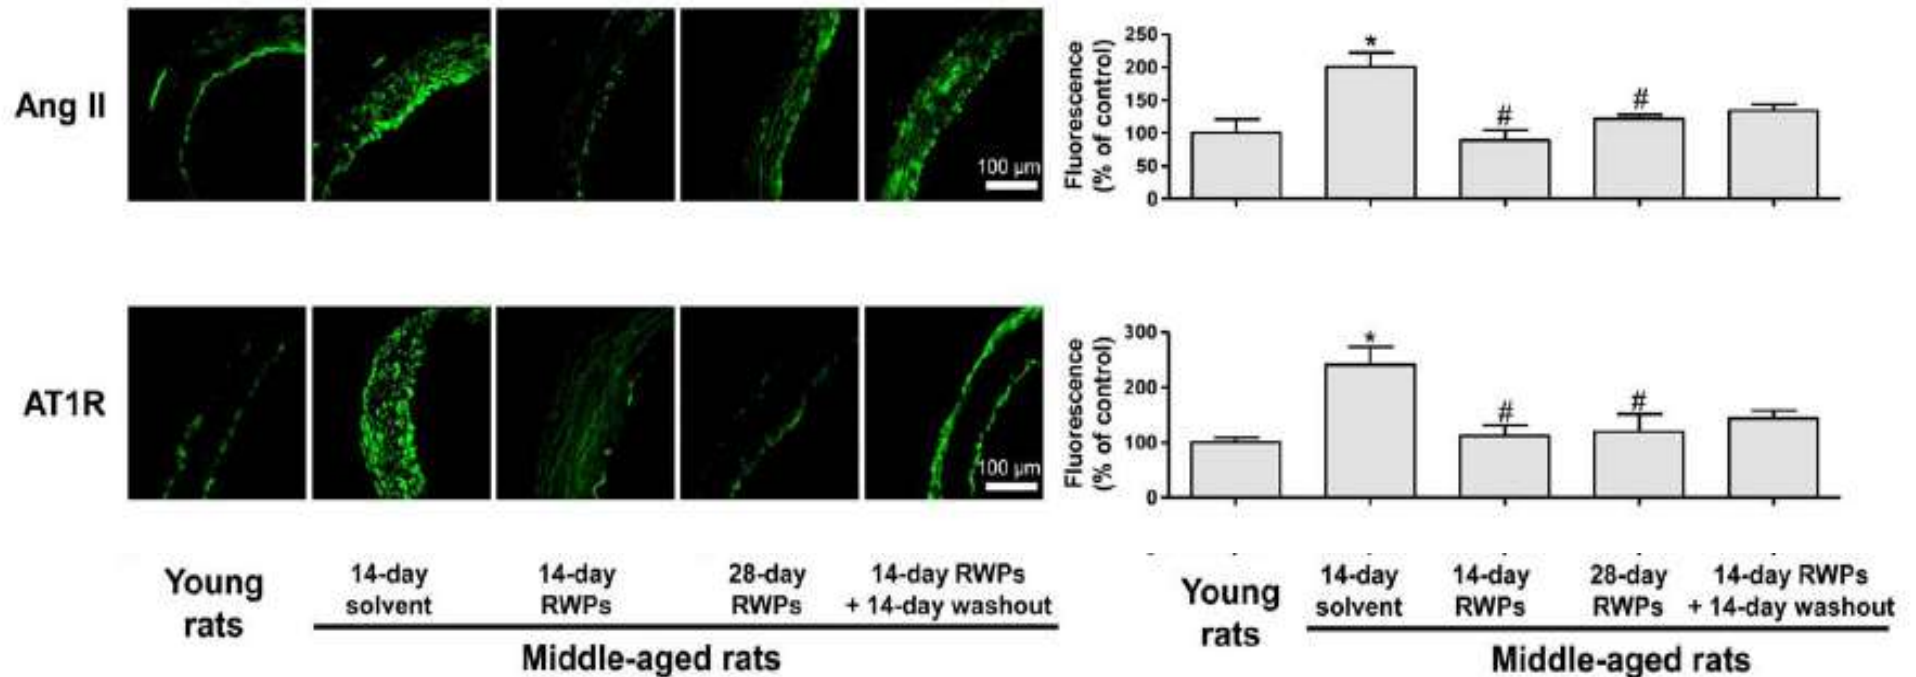 Ang II
100 µm
Fluorescence
(% of control)
250
200
150
100
50
0
*
#
#
AT1R
100 µm
Fluorescence
(% of control)
300
200
100
0
*
#
#
Young
rats
14-day
solvent
14-day
RWPs
28-day
RWPs
14-day RWPs
+ 14-day washout
Middle-aged rats
Young
rats
14-day
solvent
14-day
RWPs
28-day
RWPs
14-day RWPs
+ 14-day washout
Middle-aged rats